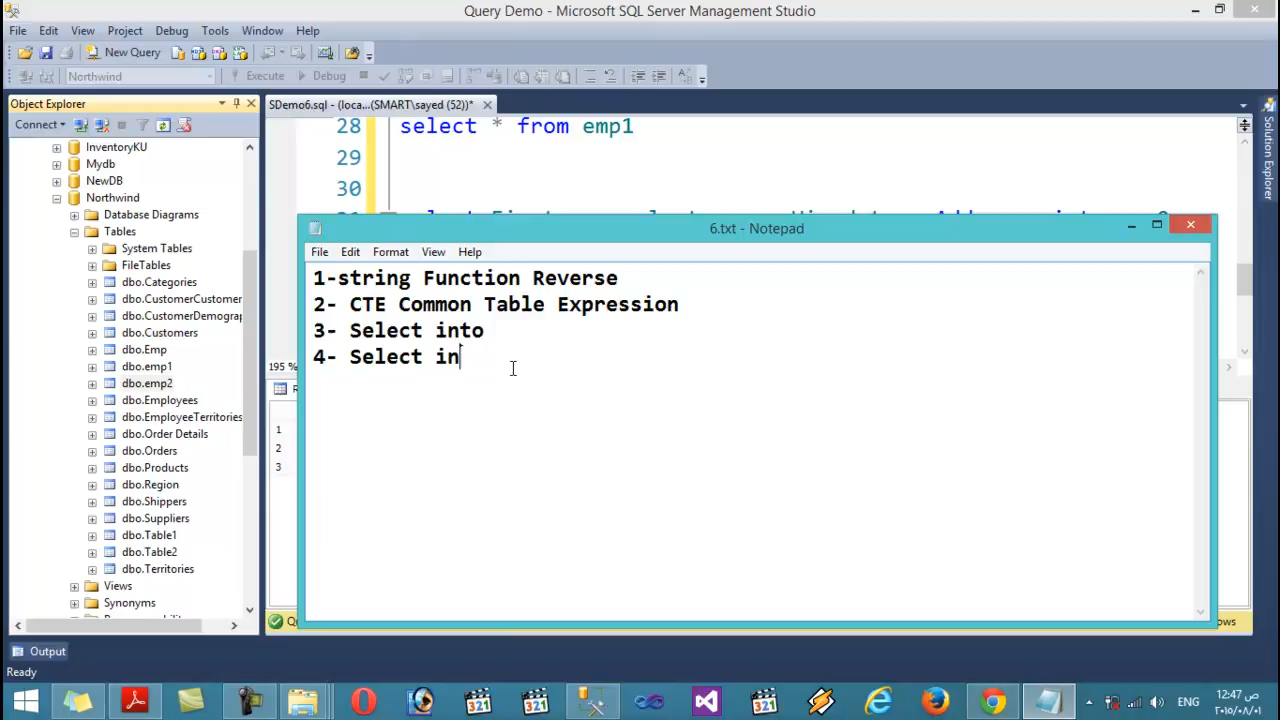 Query Demo - Microsoft SQL Server Management Studio
File Edit View Project Debug Tools Window Help
New Query
Northwind Execute Debug
Object Explorer
SDemo6.sql - (loca...(SMART\sayed (52))*
Connect
InventoryKU
Mydb
NewDB
Northwind
Database Diagrams
Tables
System Tables
FileTables
dbo.Categories
dbo.CustomerCustomer
dbo.CustomerDemogra
dbo.Customers
dbo.Emp
dbo.emp1
dbo.emp2
dbo.Employees
dbo.EmployeeTerritories
dbo.Order Details
dbo.Orders
dbo.Products
dbo.Region
dbo.Shippers
dbo.Suppliers
dbo.Table1
dbo.Table2
dbo.Territories
Views
Synonyms
28 select * from emp1
29
30
195 %
1
2
3
6.txt - Notepad
File Edit Format View Help
1-string Function Reverse
2- CTE Common Table Expression
3- Select into
4- Select in
Solution Explorer
Output
Ready
ENG
12:47 ص
٢٠١٥/٠٨/٠١